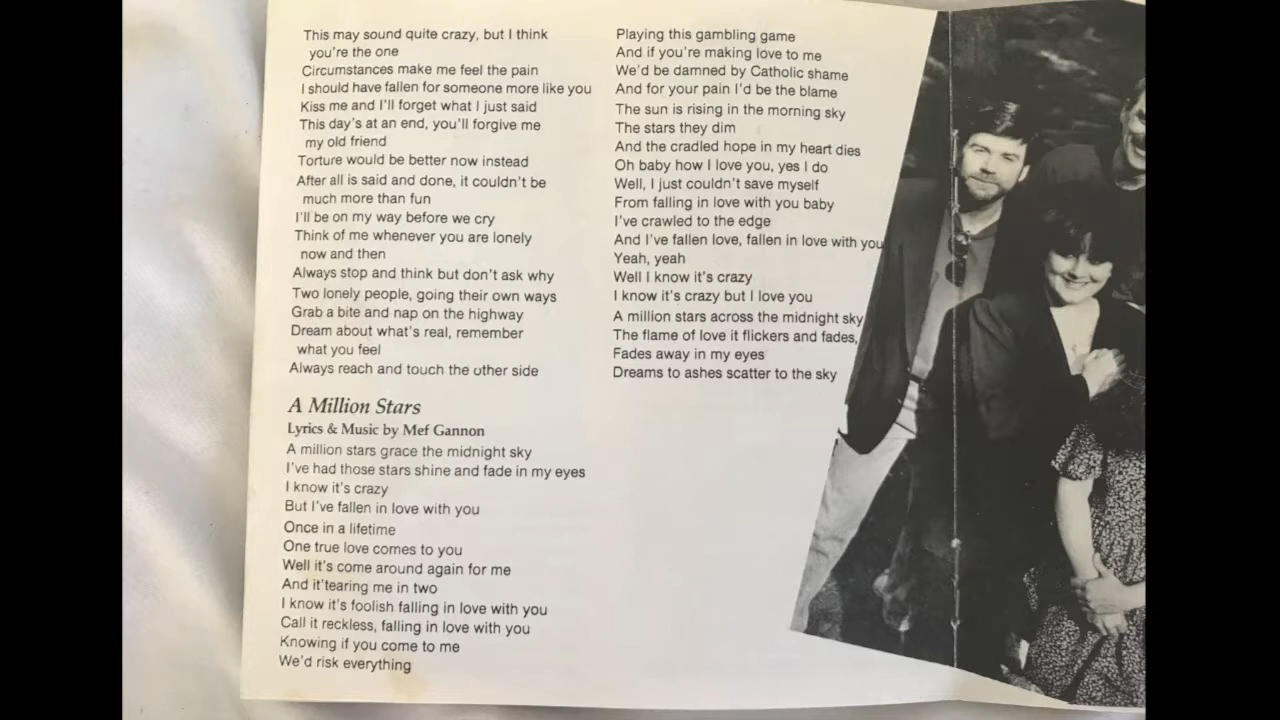 This may sound quite crazy, but I think
you're the one
Circumstances make me feel the pain
I should have fallen for someone more like you
Kiss me and I'll forget what I just said
This day's at an end, you'll forgive me
my old friend
Torture would be better now instead
After all is said and done, it couldn't be
much more than fun
I'll be on my way before we cry
Think of me whenever you are lonely
now and then
Always stop and think but don't ask why
Two lonely people, going their own ways
Grab a bite and nap on the highway
Dream about what's real, remember
what you feel
Always reach and touch the other side
A Million Stars
Lyrics & Music by Mef Gannon
A million stars grace the midnight sky
I've had those stars shine and fade in my eyes
I know it's crazy
But I've fallen in love with you
Once in a lifetime
One true love comes to you
Well it's come around again for me
And it'tearing me in two
I know it's foolish falling in love with you
Call it reckless, falling in love with you
Knowing if you come to me
We'd risk everything
Playing this gambling game
And if you're making love to me
We'd be damned by Catholic shame
And for your pain I'd be the blame
The sun is rising in the morning sky
The stars they dim
And the cradled hope in my heart dies
Oh baby how I love you, yes I do
Well, I just couldn't save myself
From falling in love with you baby
I've crawled to the edge
And I've fallen love, fallen in love with you
Yeah, yeah
Well I know it's crazy
I know it's crazy but I love you
A million stars across the midnight sky
The flame of love it flickers and fades,
Fades away in my eyes
Dreams to ashes scatter to the sky